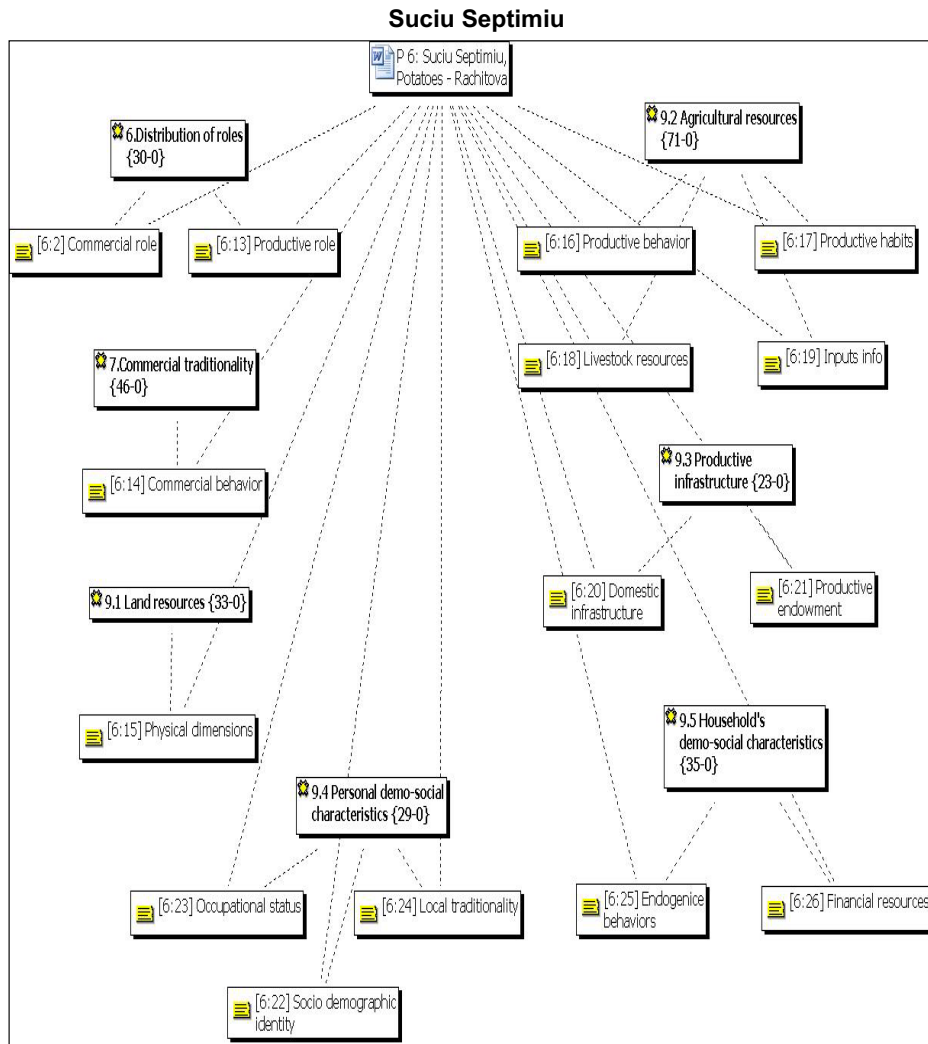 Suciu Septimiu
P 6: Suciu Septimiu,
Potatoes - Rachitova
6.Distribution of roles
{30-0}
9.2 Agricultural resources
{71-0}
[6:2] Commercial role
[6:13] Productive role
[6:16] Productive behavior
[6:17] Productive habits
7.Commercial traditionality
{46-0}
[6:18] Livestock resources
[6:19] Inputs info
[6:14] Commercial behavior
9.3 Productive
infrastructure {23-0}
9.1 Land resources {33-0}
[6:20] Domestic
infrastructure
[6:21] Productive
endowment
[6:15] Physical dimensions
9.5 Household's
demo-social characteristics
{35-0}
9.4 Personal demo-social
characteristics {29-0}
[6:23] Occupational status
[6:24] Local traditionality
[6:25] Endogenice
behaviors
[6:26] Financial resources
[6:22] Socio demographic
identity